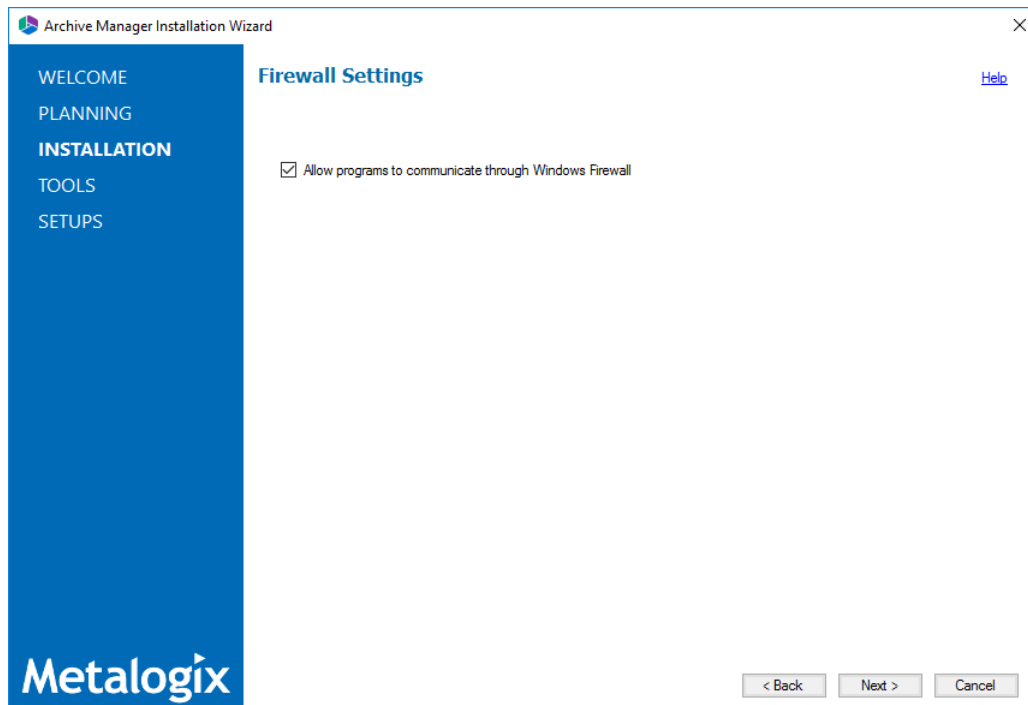 Archive Manager Installation Wizard
WELCOME
PLANNING
INSTALLATION
TOOLS
SETUPS
Firewall Settings
Help
Allow programs to communicate through Windows Firewall
Metalogix
< Back
Next >
Cancel